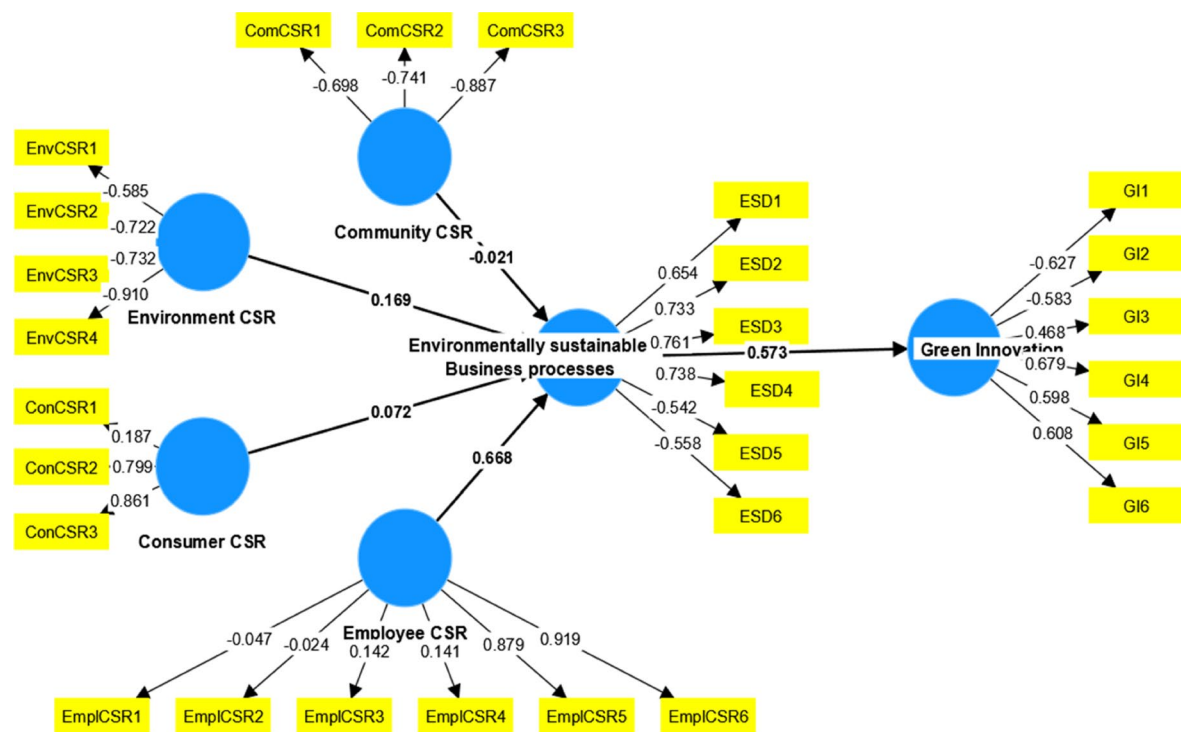 ComCSR1
ComCSR2
ComCSR3
-0.698
-0.741
-0.887
Community CSR
EnvCSR1
EnvCSR2
EnvCSR3
EnvCSR4
-0.585
-0.722
-0.732
-0.910
Environment CSR
ConCSR1
ConCSR2
ConCSR3
0.187
0.799
0.861
Consumer CSR
-0.021
0.169
0.072
0.668
Environmentally sustainable
Business processes
0.654
0.733
0.761
0.738
-0.542
-0.558
ESD1
ESD2
ESD3
ESD4
ESD5
ESD6
0.573
Green Innovation
-0.627
-0.583
0.468
0.679
0.598
0.608
GI1
GI2
GI3
GI4
GI5
GI6
Employee CSR
-0.047
-0.024
0.142
0.141
0.879
0.919
EmplCSR1
EmplCSR2
EmplCSR3
EmplCSR4
EmplCSR5
EmplCSR6